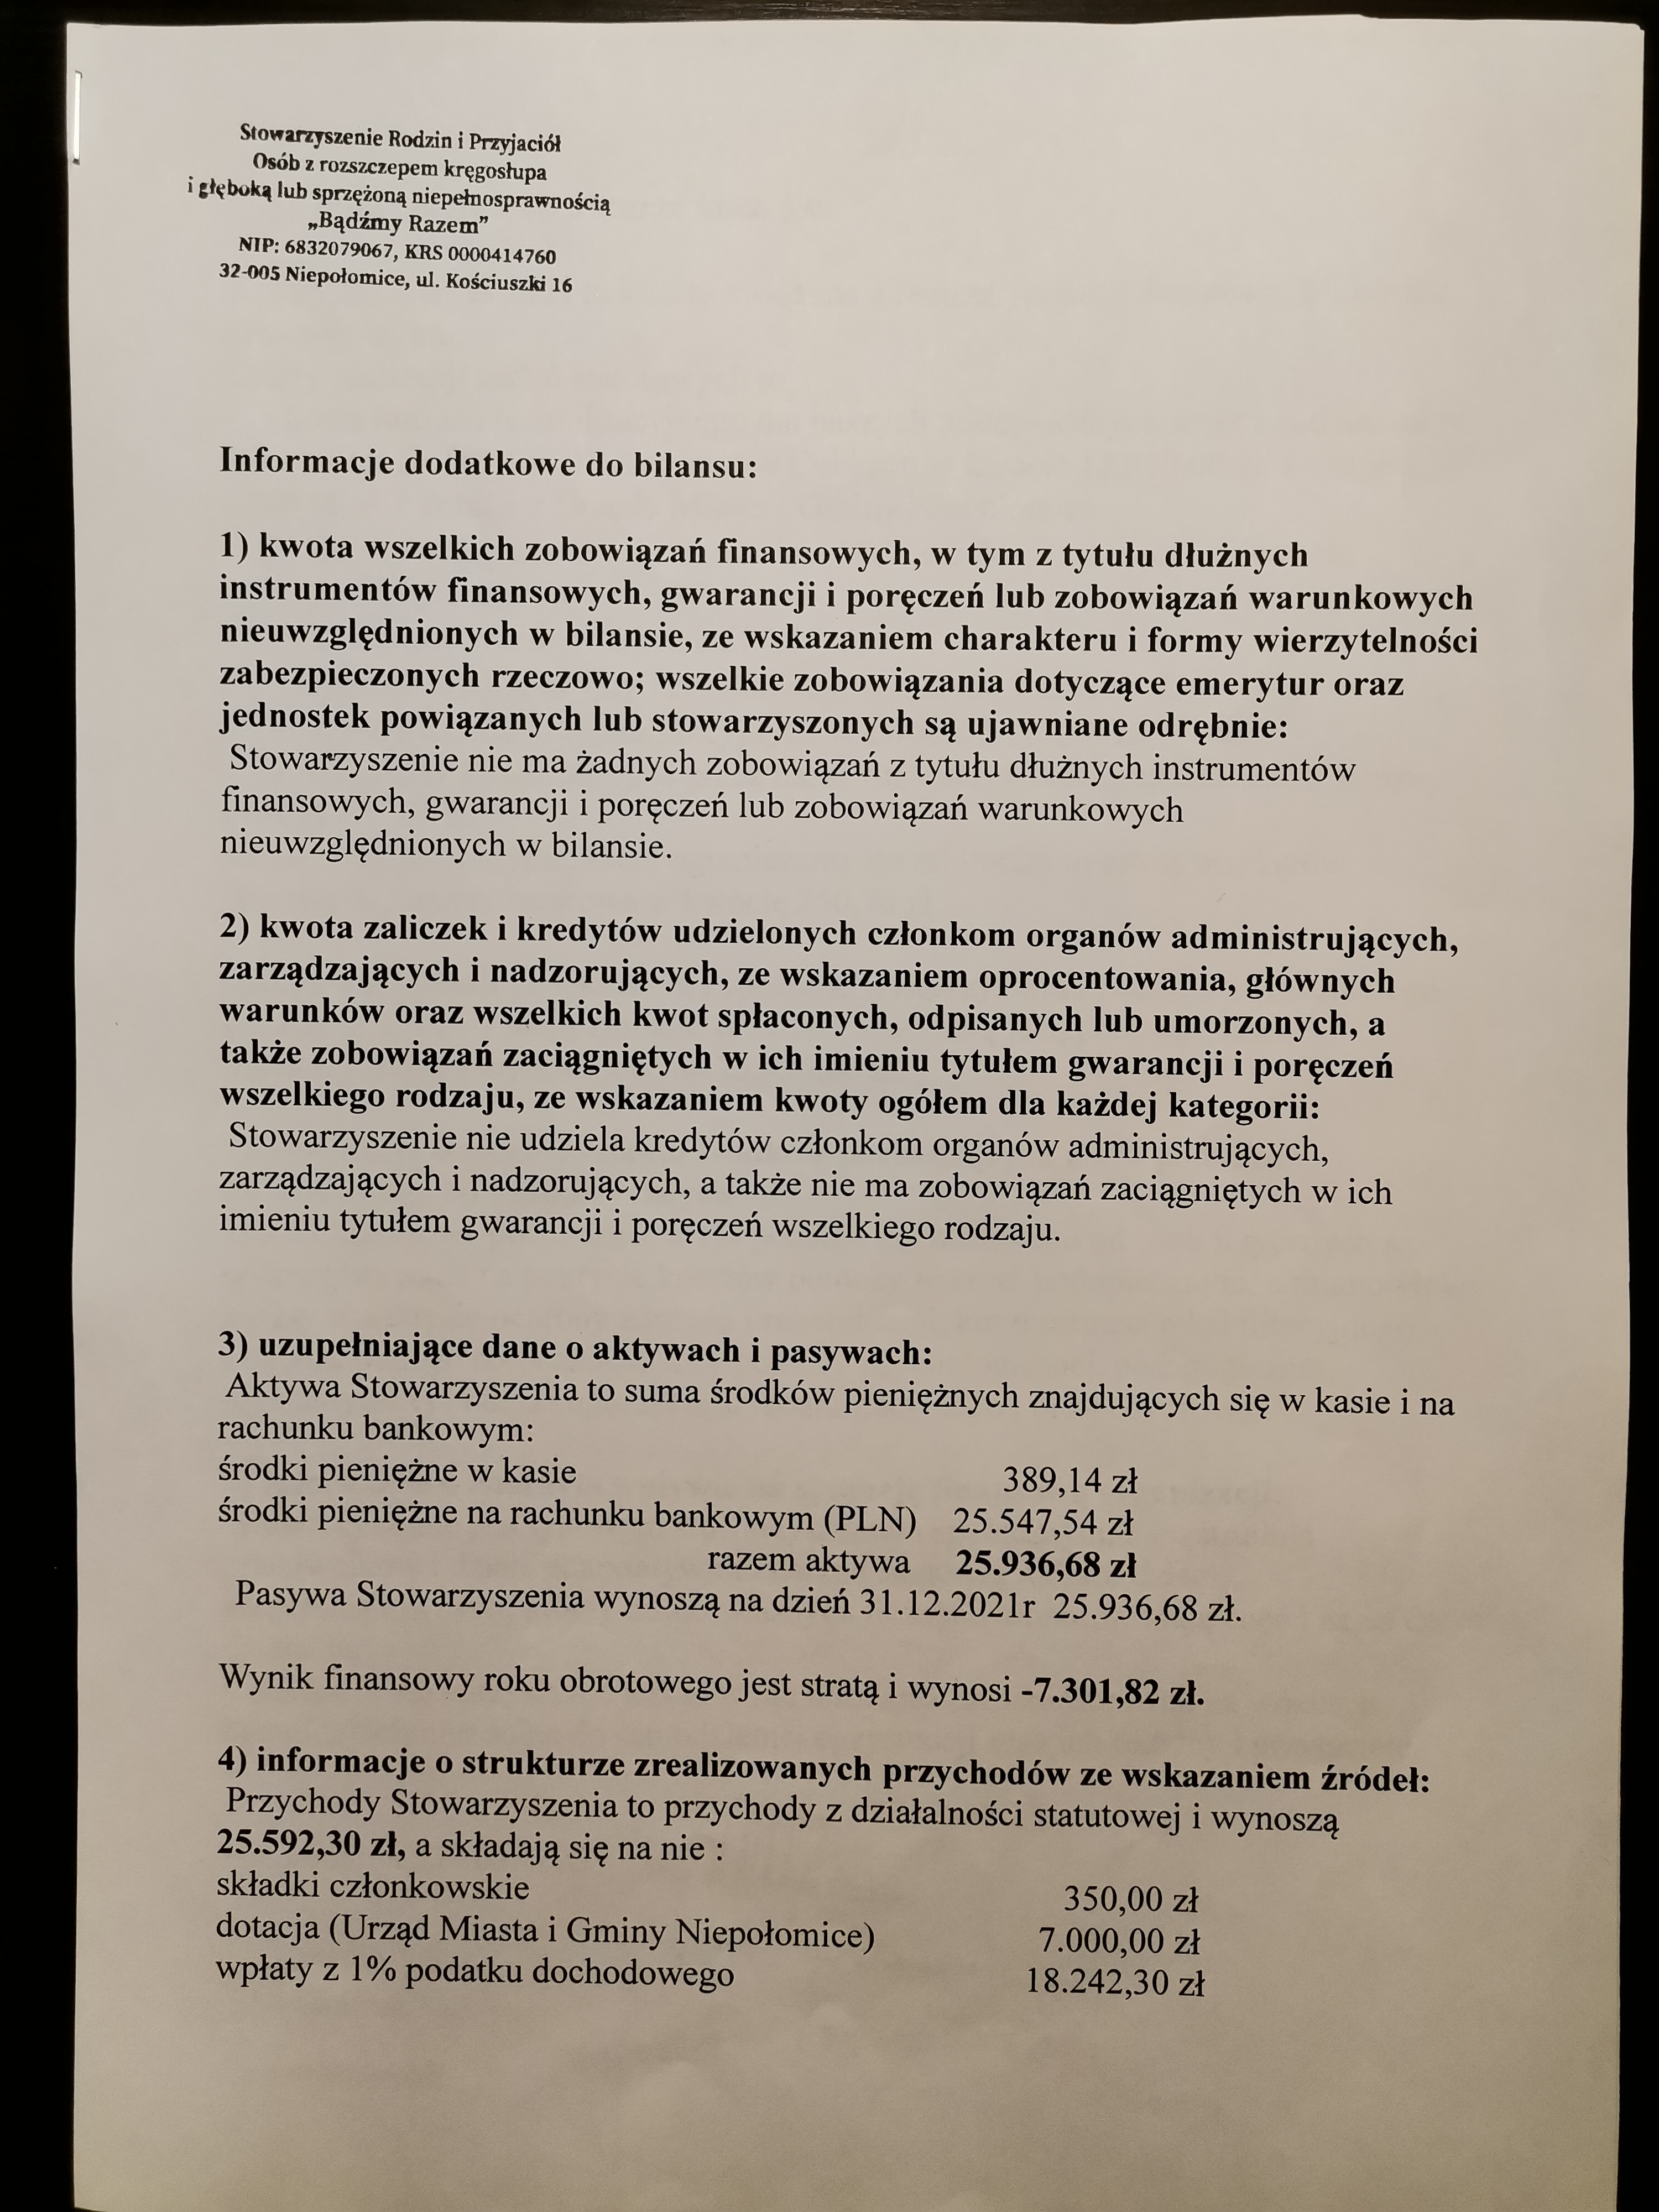 Stowarzyszenie Rodzin i Przyjaciół
Osób z rozszczepem kręgosłupa
i głęboką lub sprzężoną niepełnosprawnością
„Bądźmy Razem”
NIP: 6832079067, KRS 0000414760
32-005 Niepołomice, ul. Kościuszki 16
Informacje dodatkowe do bilansu:
1) kwota wszelkich zobowiązań finansowych, w tym z tytułu dłużnych
instrumentów finansowych, gwarancji i poręczeń lub zobowiązań warunkowych
nieuwzględnionych w bilansie, ze wskazaniem charakteru i formy wierzytelności
zabezpieczonych rzeczowo; wszelkie zobowiązania dotyczące emerytur oraz
jednostek powiązanych lub stowarzyszonych są ujawniane odrębnie:
Stowarzyszenie nie ma żadnych zobowiązań z tytułu dłużnych instrumentów
finansowych, gwarancji i poręczeń lub zobowiązań warunkowych
nieuwzględnionych w bilansie.
2) kwota zaliczek i kredytów udzielonych członkom organów administrujących,
zarządzających i nadzorujących, ze wskazaniem oprocentowania, głównych
warunków oraz wszelkich kwot spłaconych, odpisanych lub umorzonych, a
także zobowiązań zaciągniętych w ich imieniu tytułem gwarancji i poręczeń
wszelkiego rodzaju, ze wskazaniem kwoty ogółem dla każdej kategorii:
Stowarzyszenie nie udziela kredytów członkom organów administrujących,
zarządzających i nadzorujących, a także nie ma zobowiązań zaciągniętych w ich
imieniu tytułem gwarancji i poręczeń wszelkiego rodzaju.
3) uzupełniające dane o aktywach i pasywach:
Aktywa Stowarzyszenia to suma środków pieniężnych znajdujących się w kasie i na
rachunku bankowym:
środki pieniężne w kasie 389,14 zł
środki pieniężne na rachunku bankowym (PLN) 25.547,54 zł
razem aktywa 25.936,68 zł
Pasywa Stowarzyszenia wynoszą na dzień 31.12.2021r 25.936,68 zł.
Wynik finansowy roku obrotowego jest stratą i wynosi -7.301,82 zł.
4) informacje o strukturze zrealizowanych przychodów ze wskazaniem źródeł:
Przychody Stowarzyszenia to przychody z działalności statutowej i wynoszą
25.592,30 zł, a składają się na nie :
składki członkowskie 350,00 zł
dotacja (Urząd Miasta i Gminy Niepołomice) 7.000,00 zł
wpłaty z 1% podatku dochodowego 18.242,30 zł